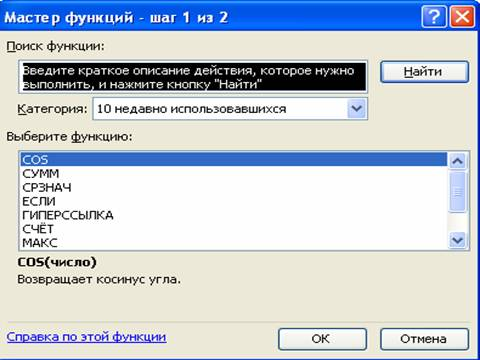 Мастер функций - шаг 1 из 2
Поиск функции:
Введите краткое описание действия, которое нужно
выполнить, и нажмите кнопку "Найти"
Найти
Категория: 10 недавно использовавшихся
Выберите функцию:
COS
СУММ
СРЗНАЧ
ЕСЛИ
ГИПЕРССЫЛКА
СЧЁТ
МАКС
COS(число)
Возвращает косинус угла.
Справка по этой функции
ОК
Отмена